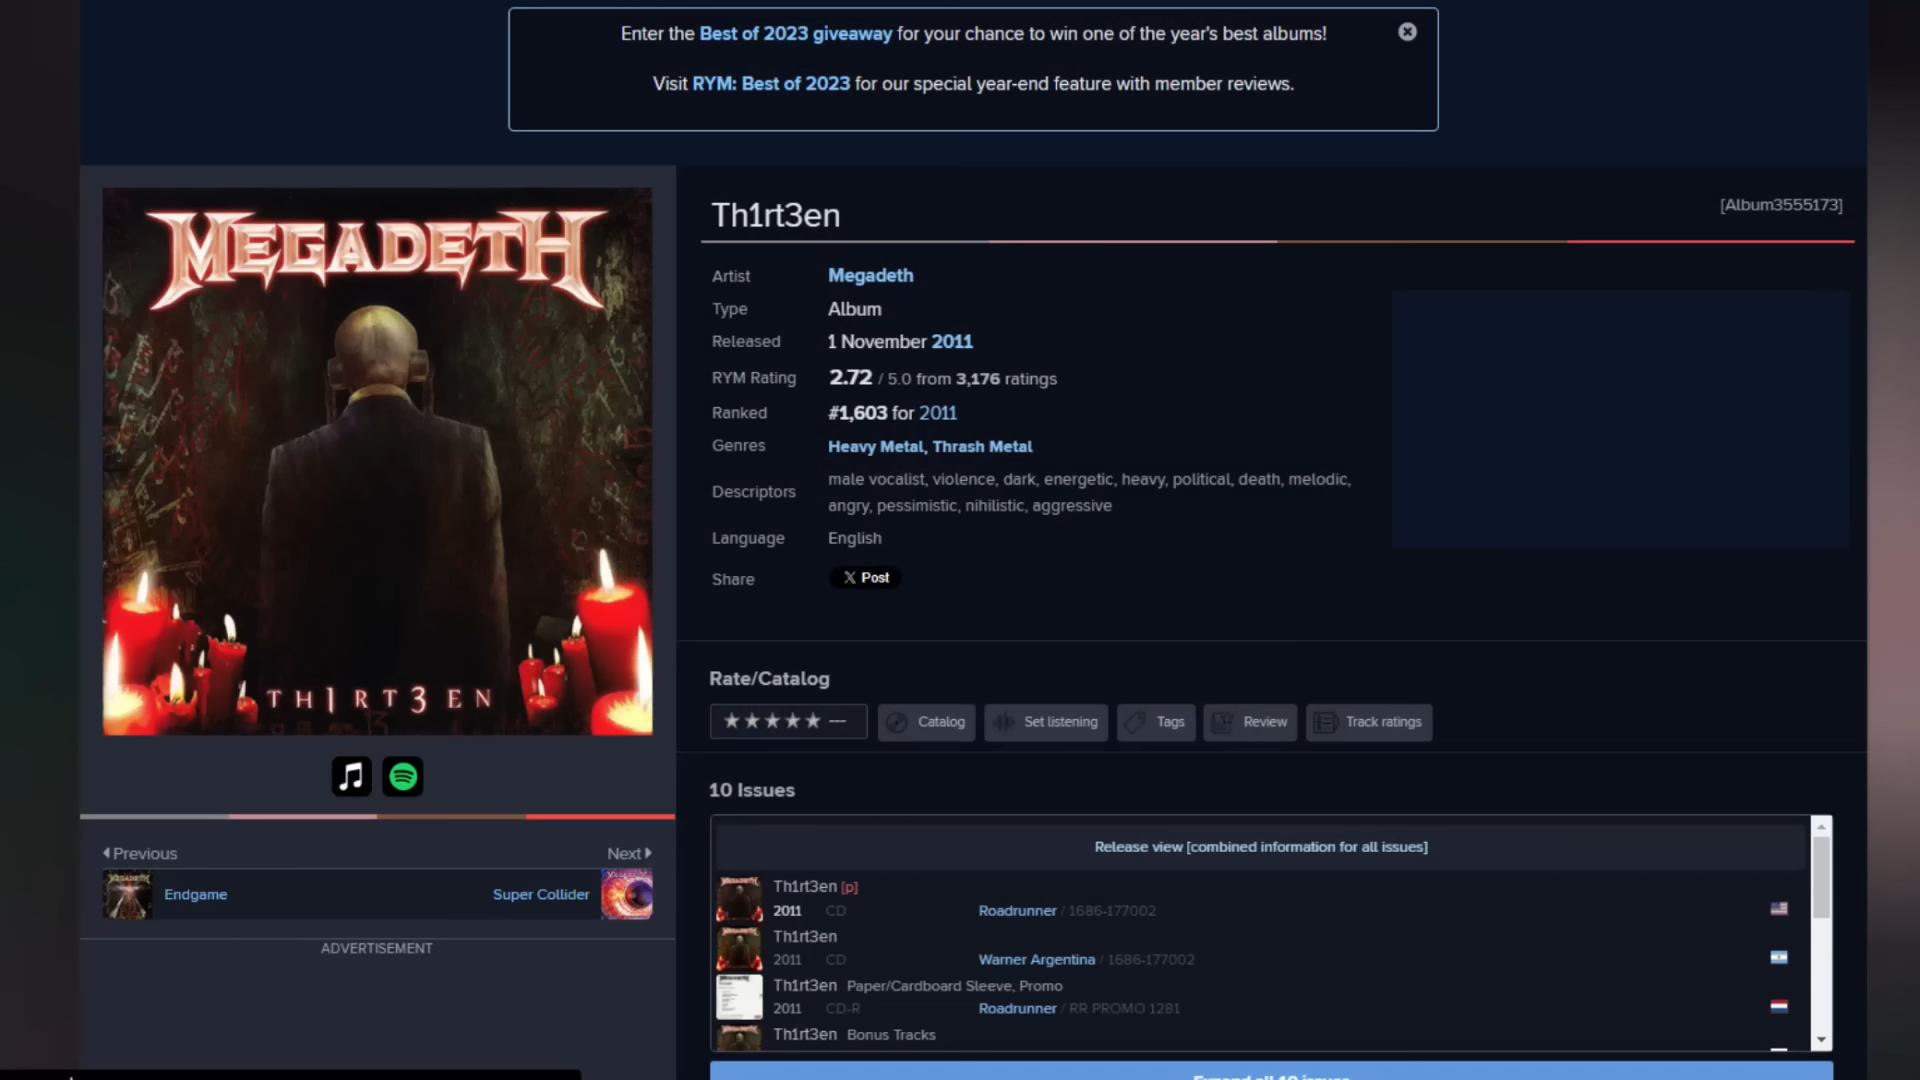 Enter the Best of 2023 giveaway for your chance to win one of the year's best albums!
Visit RYM: Best of 2023 for our special year-end feature with member reviews.
MEGADETH
TH1RT3EN
Previous
Next
Endgame
Super Collider
ADVERTISEMENT
Th1rt3en
[Album3555173]
Artist Megadeth
Type Album
Released 1 November 2011
RYM Rating 2.72 / 5.0 from 3,176 ratings
Ranked #1,603 for 2011
Genres Heavy Metal, Thrash Metal
Descriptors male vocalist, violence, dark, energetic, heavy, political, death, melodic,
angry, pessimistic, nihilistic, aggressive
Language English
Share X Post
Rate/Catalog
★★★★★ --- Catalog Set listening Tags Review Track ratings
10 Issues
Release view [combined information for all issues]
Th1rt3en [p]
2011 CD Roadrunner / 1686-177002
Th1rt3en
2011 CD Warner Argentina / 1686-177002
Th1rt3en Paper/Cardboard Sleeve, Promo
2011 CD-R Roadrunner / RR PROMO 1281
Th1rt3en Bonus Tracks
Expand all 10 issues